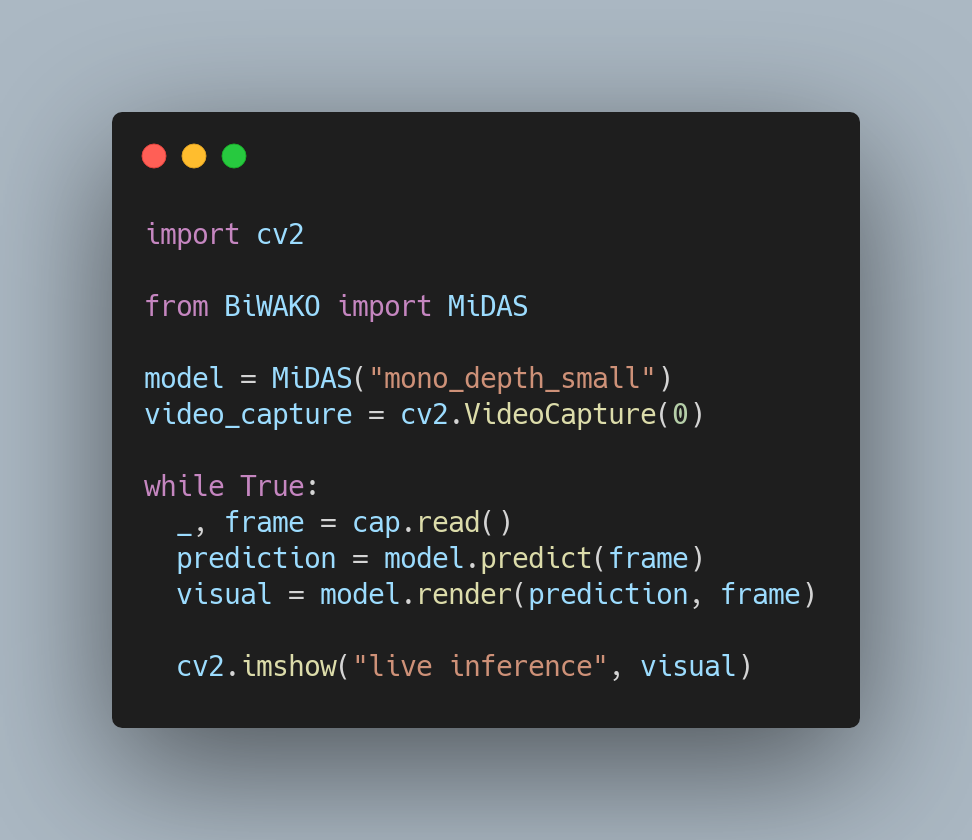 import cv2
from BiWAKO import MiDAS
model = MiDAS("mono_depth_small")
video_capture = cv2.VideoCapture(0)
while True:
  _, frame = cap.read()
  prediction = model.predict(frame)
  visual = model.render(prediction, frame)
  cv2.imshow("live inference", visual)